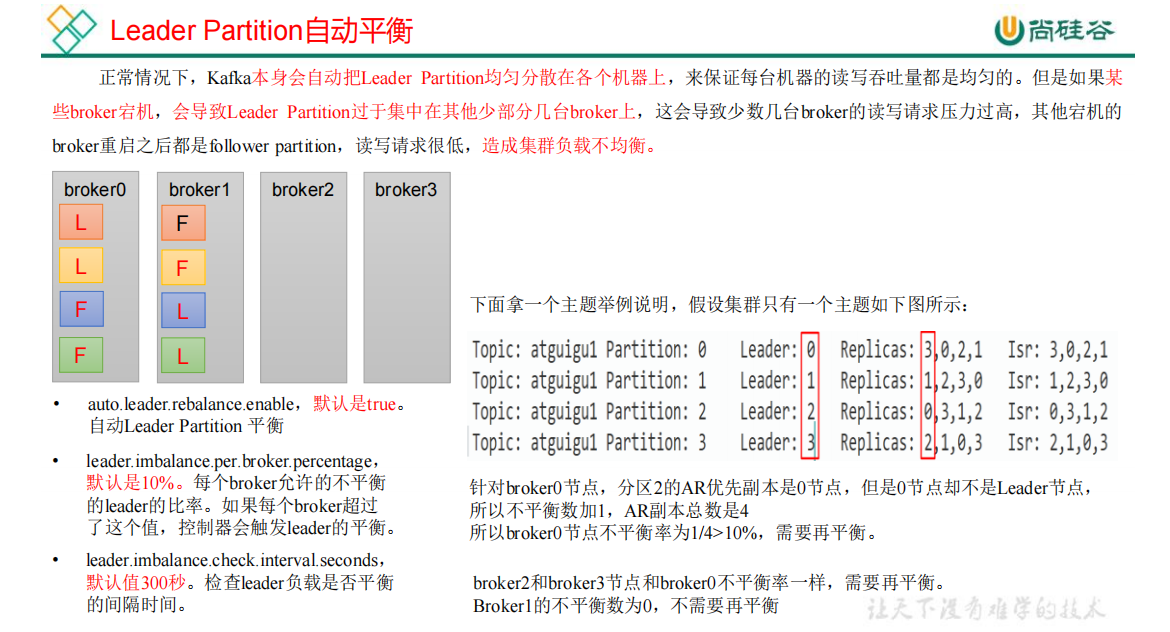 Leader Partition自动平衡
尚硅谷
正常情况下，Kafka本身会自动把Leader Partition均匀分散在各个机器上，来保证每台机器的读写吞吐量都是均匀的。但是如果某
些broker宕机，会导致Leader Partition过于集中在其他少部分几台broker上，这会导致少数几台broker的读写请求压力过高，其他宕机的
broker重启之后都是follower partition，读写请求很低，造成集群负载不均衡。
broker0 broker1 broker2 broker3
L F
L F
F L
F L
• auto.leader.rebalance.enable，默认是true。
自动Leader Partition 平衡
• leader.imbalance.per.broker.percentage，
默认是10%。每个broker允许的不平衡
的leader的比率。如果每个broker超过
了这个值，控制器会触发leader的平衡。
• leader.imbalance.check.interval.seconds，
默认值300秒。检查leader负载是否平衡
的间隔时间。
下面拿一个主题举例说明，假设集群只有一个主题如下图所示：
Topic: atguigu1 Partition: 0 Leader: 0 Replicas: 3,0,2,1 Isr: 3,0,2,1
Topic: atguigu1 Partition: 1 Leader: 1 Replicas: 1,2,3,0 Isr: 1,2,3,0
Topic: atguigu1 Partition: 2 Leader: 2 Replicas: 0,3,1,2 Isr: 0,3,1,2
Topic: atguigu1 Partition: 3 Leader: 3 Replicas: 2,1,0,3 Isr: 2,1,0,3
针对broker0节点，分区2的AR优先副本是0节点，但是0节点却不是Leader节点，
所以不平衡数加1，AR副本总数是4
所以broker0节点不平衡率为1/4>10%，需要再平衡。
broker2和broker3节点和broker0不平衡率一样，需要再平衡。
Broker1的不平衡数为0，不需要再平衡
让天下没有难学的技术